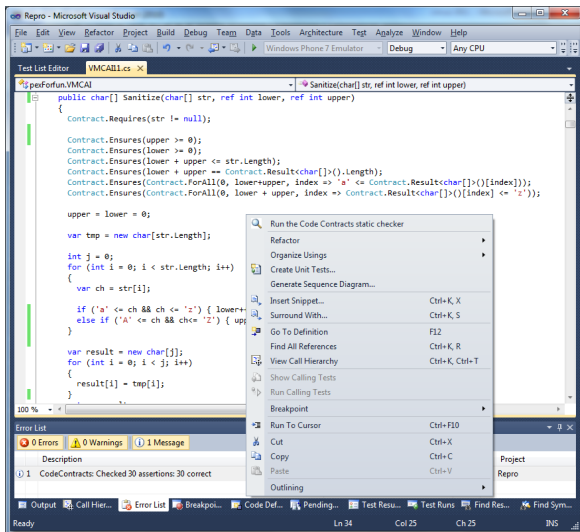 Repro - Microsoft Visual Studio
File Edit View Refactor Project Build Debug Team Data Tools Architecture Test Analyze Window Help
Windows Phone 7 Emulator Debug Any CPU
Test List Editor VMCAI1.cs
pexForfun.VMCAI Sanitize(char[] str, ref int lower, ref int upper)
public char[] Sanitize(char[] str, ref int lower, ref int upper)
{
Contract.Requires(str != null);
Contract.Ensures(upper >= 0);
Contract.Ensures(lower >= 0);
Contract.Ensures(lower + upper <= str.Length);
Contract.Ensures(lower + upper == Contract.Result<char[]>().Length);
Contract.Ensures(Contract.ForAll(0, lower+upper, index => 'a' <= Contract.Result<char[]>()[index]));
Contract.Ensures(Contract.ForAll(0, lower + upper, index => Contract.Result<char[]>()[index] <= 'z'));
upper = lower = 0;
var tmp = new char[str.Length];
int j = 0;
for (int i = 0; i < str.Length; i++)
{
var ch = str[i];
if ('a' <= ch && ch <= 'z') { lower+
else if ('A' <= ch && ch<= 'Z') { upp
}
var result = new char[j];
for (int i = 0; i < j; i++)
{
result[i] = tmp[i];
}
Run the Code Contracts static checker
Refactor
Organize Usings
Create Unit Tests...
Generate Sequence Diagram...
Insert Snippet... Ctrl+K, X
Surround With... Ctrl+K, S
Go To Definition F12
Find All References Ctrl+K, R
View Call Hierarchy Ctrl+K, Ctrl+T
Show Calling Tests
Run Calling Tests
Breakpoint
Run To Cursor Ctrl+F10
Cut Ctrl+X
Copy Ctrl+C
Paste Ctrl+V
Outlining
100 %
Error List
0 Errors 0 Warnings 1 Message
Description Project
1 CodeContracts: Checked 30 assertions: 30 correct Repro
Output Call Hier... Error List Breakpoi... Code Def... Pending... Test Resu... Test Runs Find Res... Find Sym...
Ready Ln 34 Col 25 Ch 25 INS